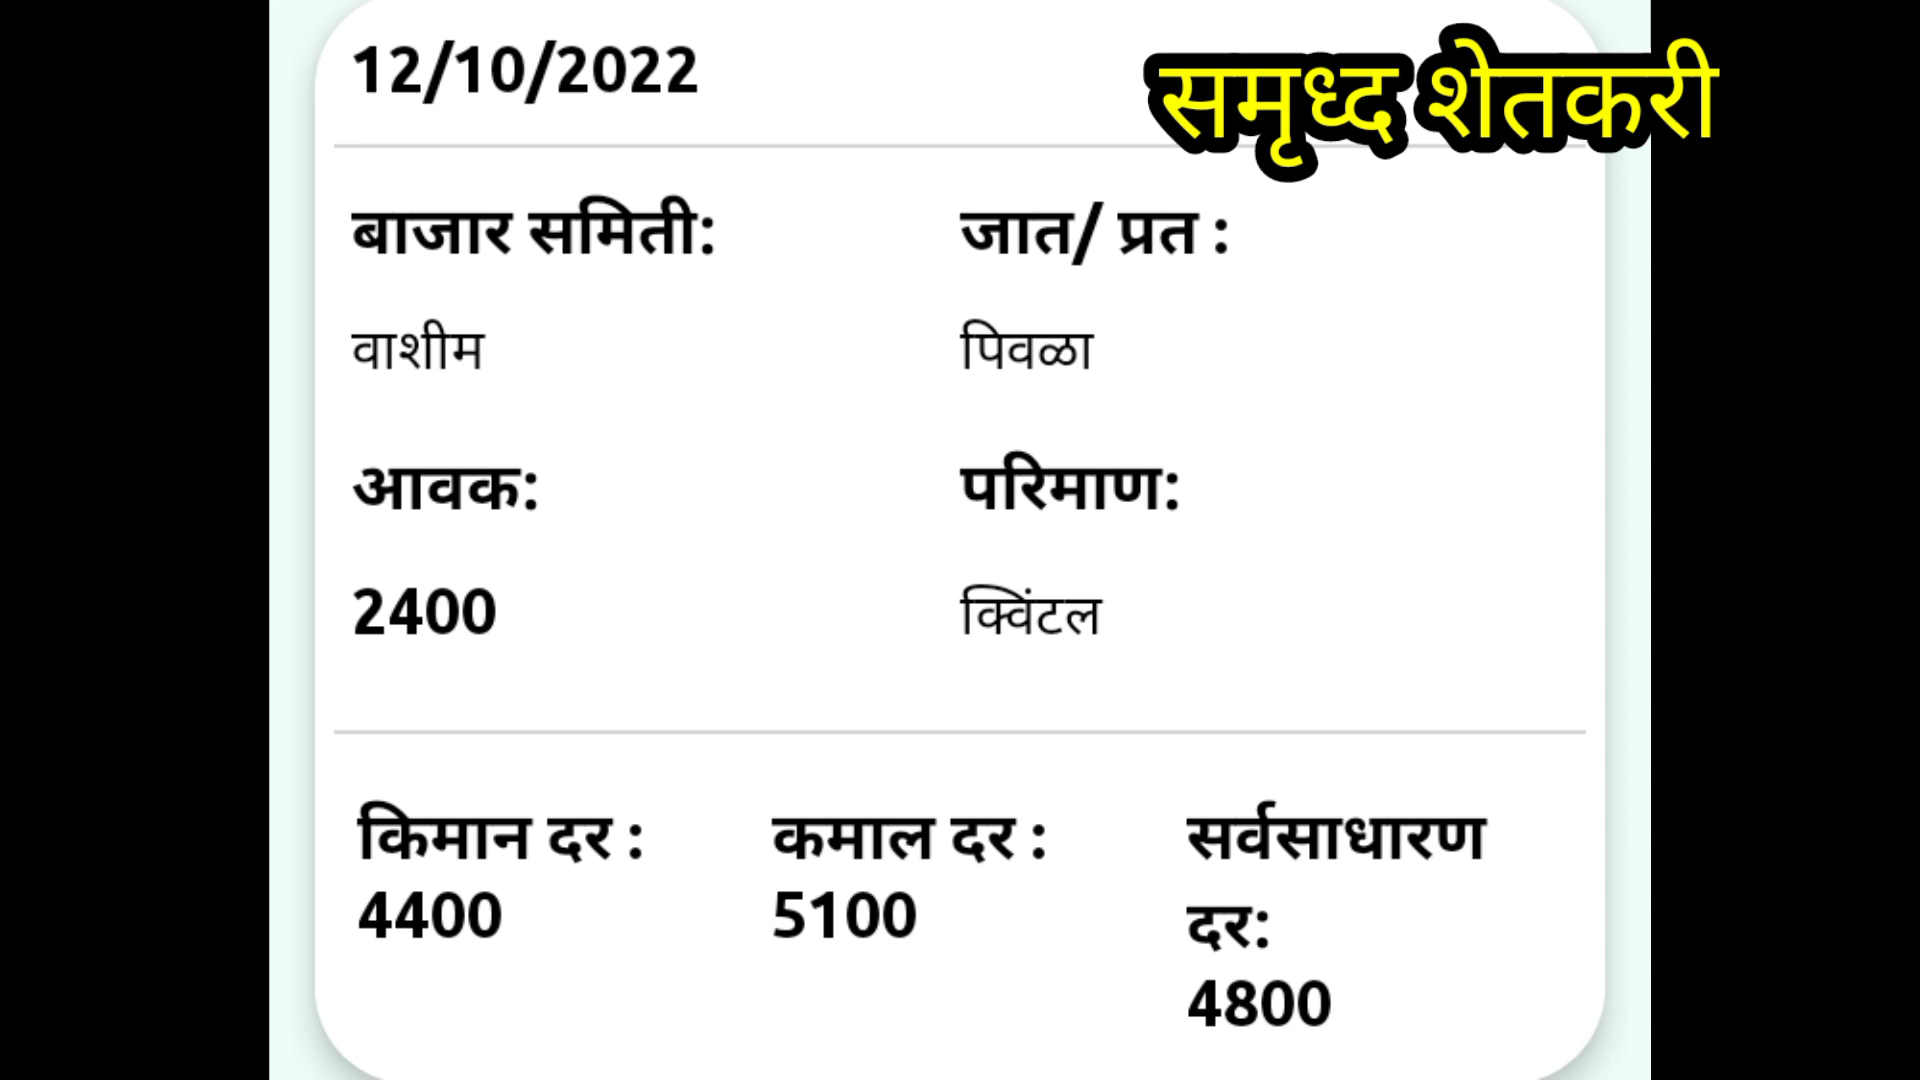 12/10/2022
समृध्द शेतकरी
बाजार समिती:
जात/ प्रत :
वाशीम
पिवळा
आवक:
परिमाण:
2400
क्विंटल
किमान दर :
कमाल दर :
सर्वसाधारण
4400
5100
दर:
4800